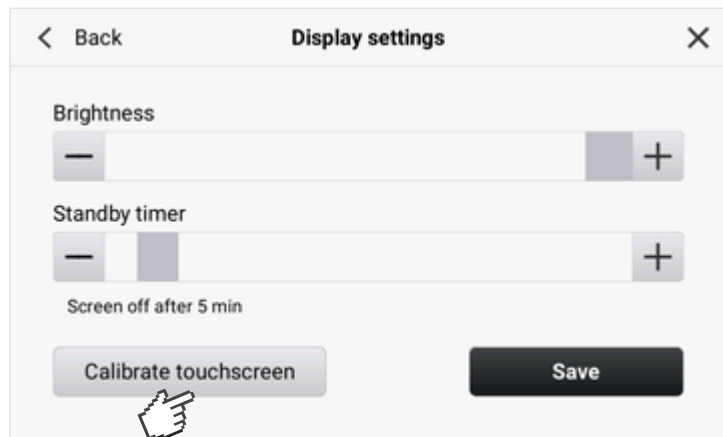 Back Display settings
Brightness
Standby timer
Screen off after 5 min
Calibrate touchscreen Save